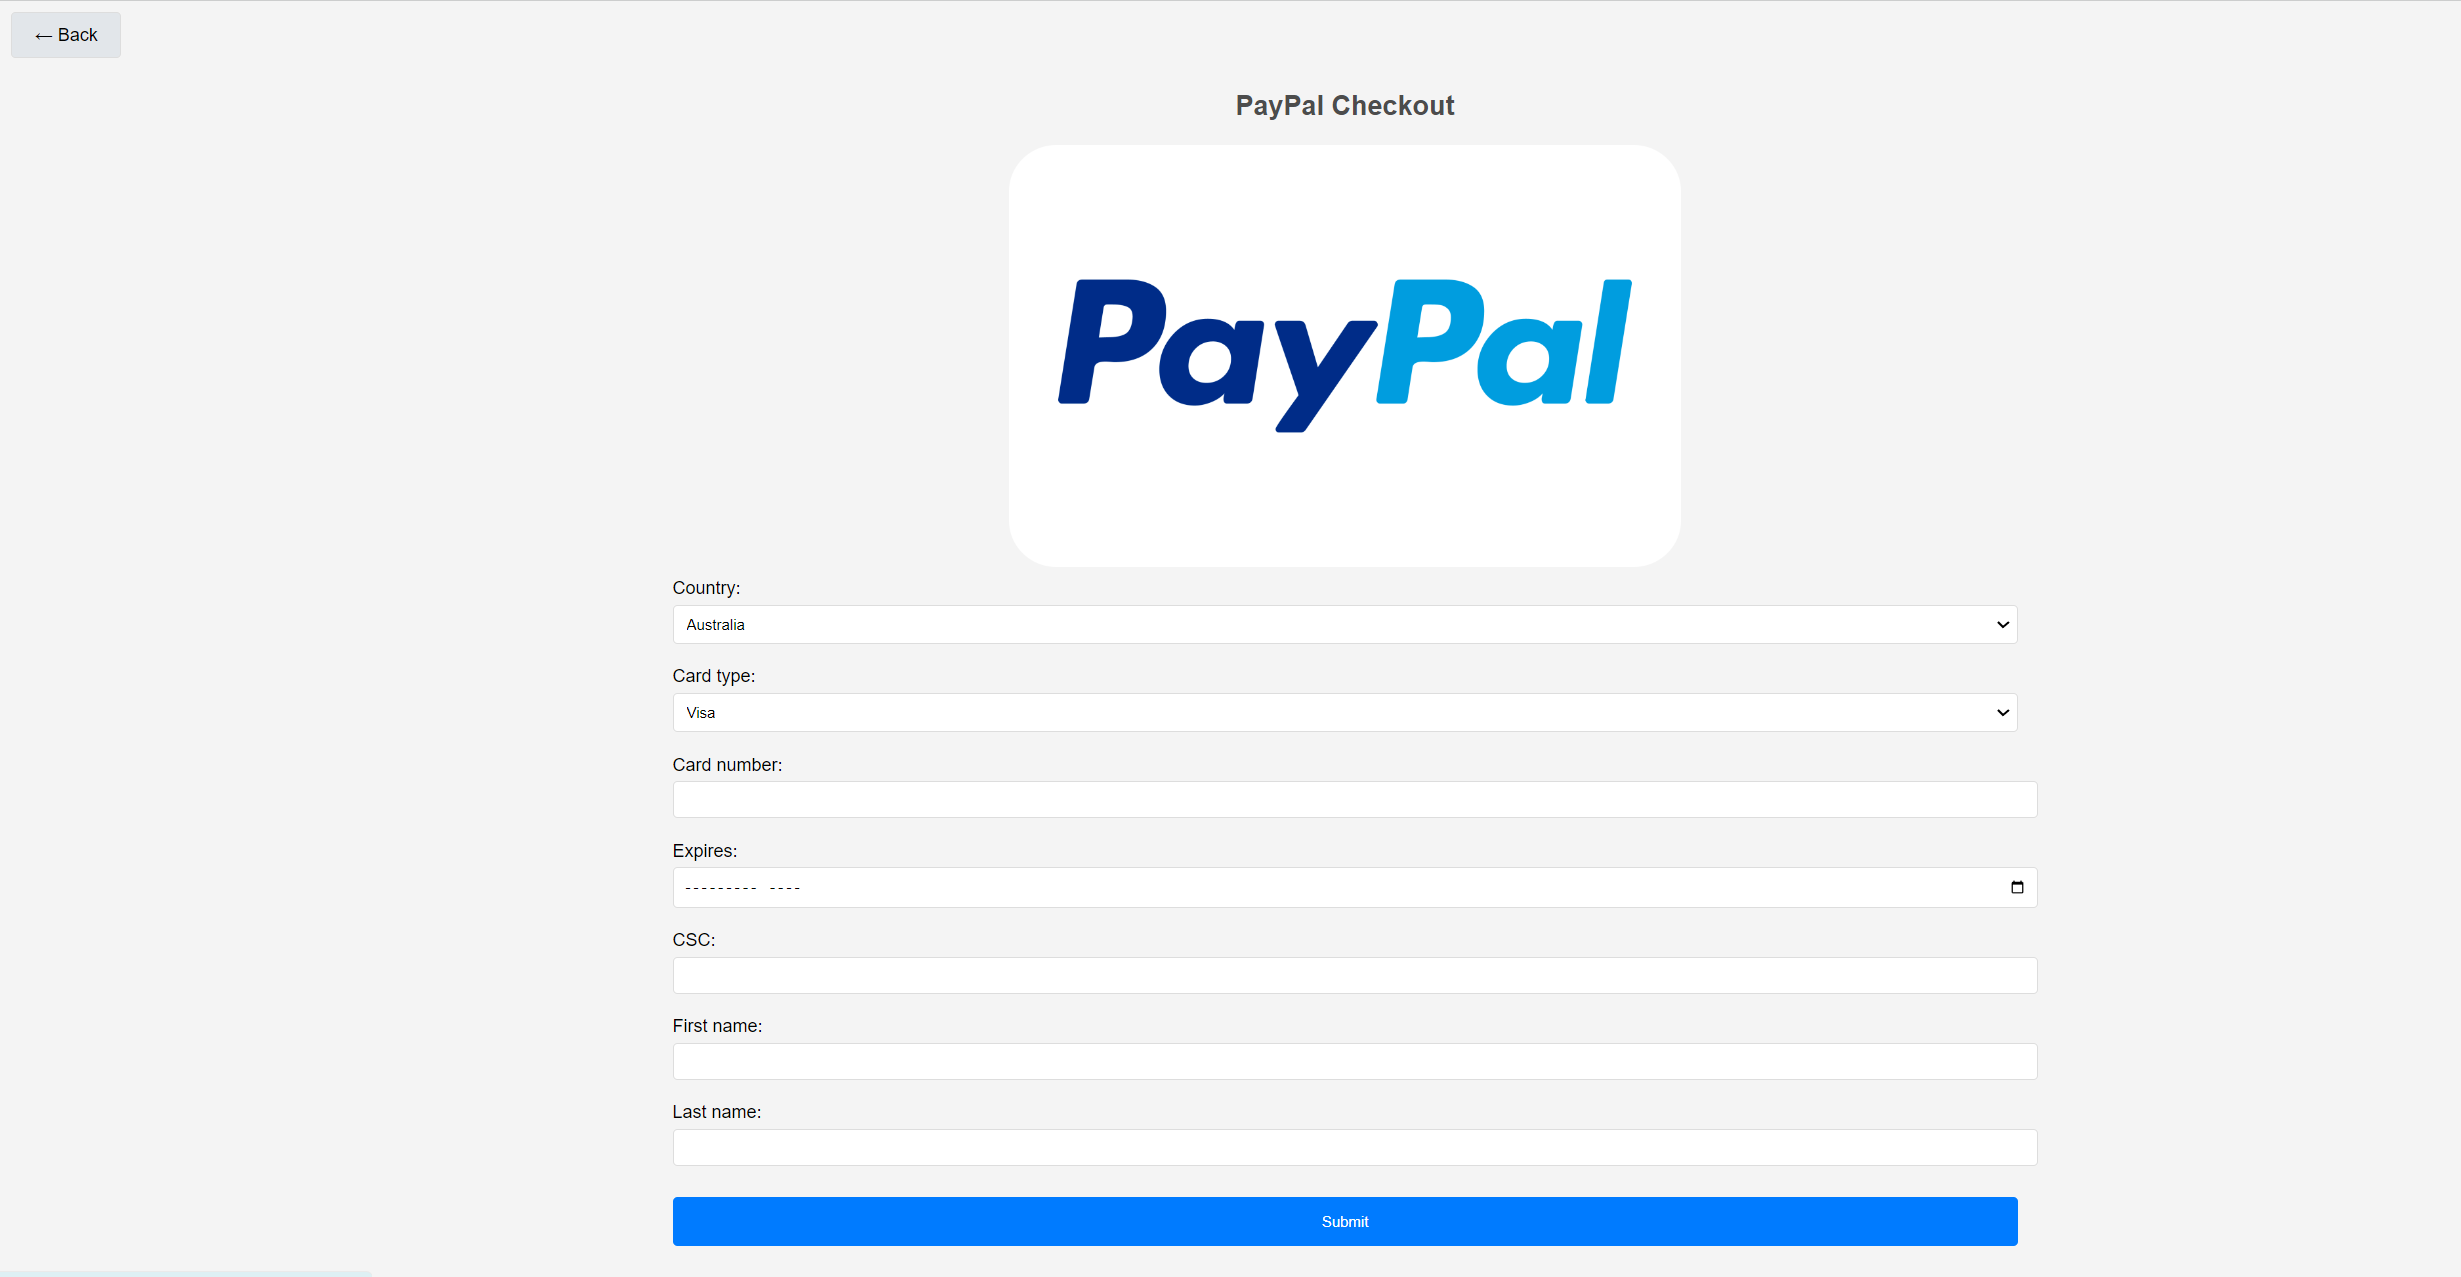 ← Back
PayPal Checkout
PayPal
Country:
Australia
Card type:
Visa
Card number:
Expires:
--------- ----
CSC:
First name:
Last name:
Submit